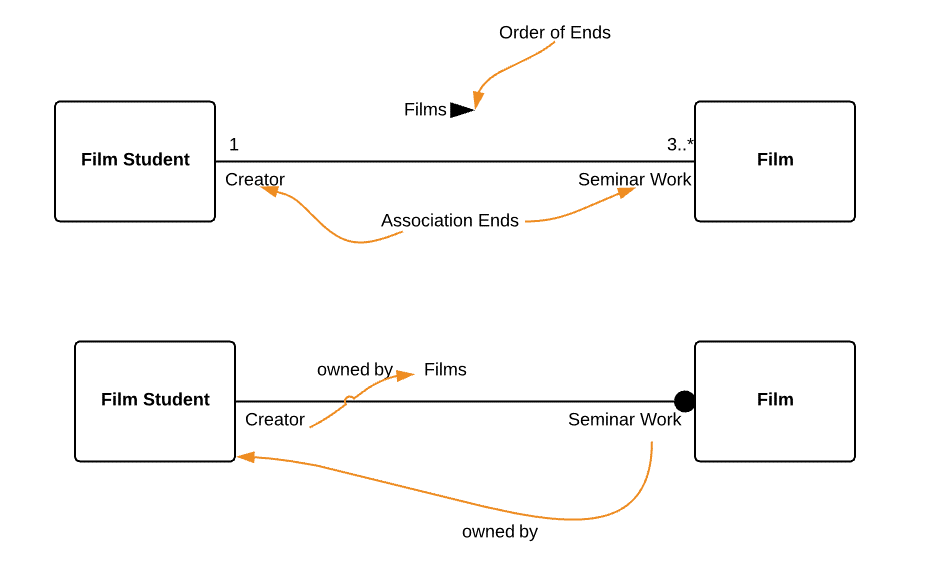 Order of Ends
Films
1
3..*
Film Student
Film
Creator
Seminar Work
Association Ends
owned by
Films
Film Student
Film
Creator
Seminar Work
owned by